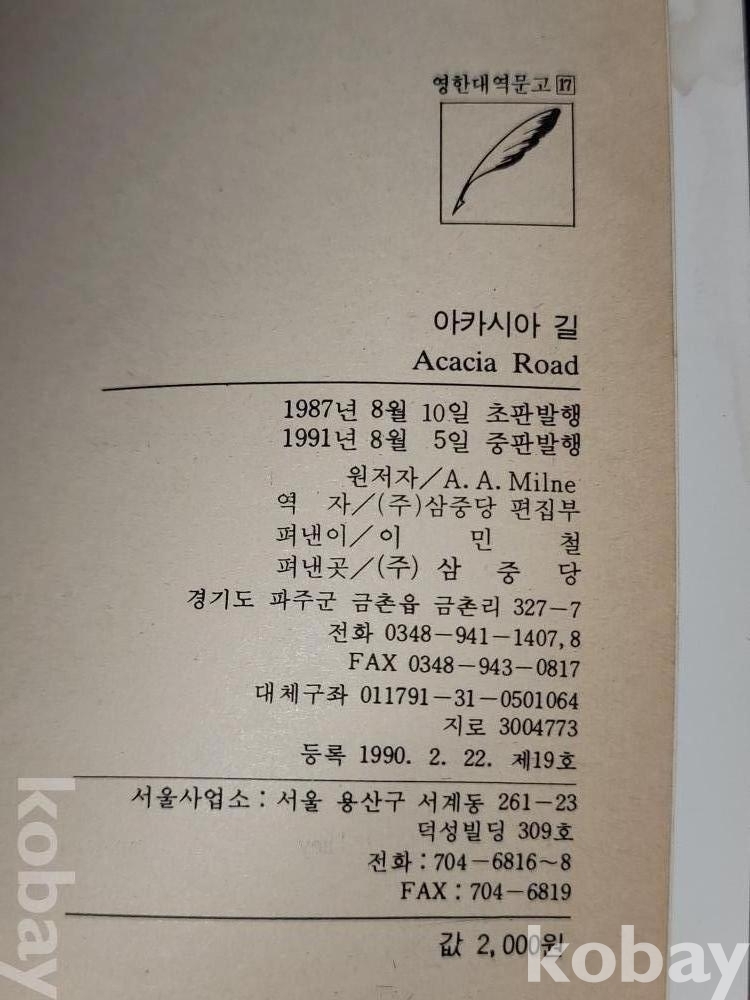 영한대역문고 17
아카시아 길
Acacia Road
1987년 8월 10일 초판발행
1991년 8월 5일 중판발행
원저자/A. A. Milne
역 자/(주)삼중당 편집부
펴낸이/이 민 철
펴낸곳/(주) 삼 중 당
경기도 파주군 금촌읍 금촌리 327-7
전화 0348-941-1407,8
FAX 0348-943-0817
대체구좌 011791-31-0501064
지로 3004773
등록 1990. 2. 22. 제19호
서울사업소: 서울 용산구 서계동 261-23
덕성빌딩 309호
전화: 704-6816~8
FAX: 704-6819
값 2,000원
kobay
kobay